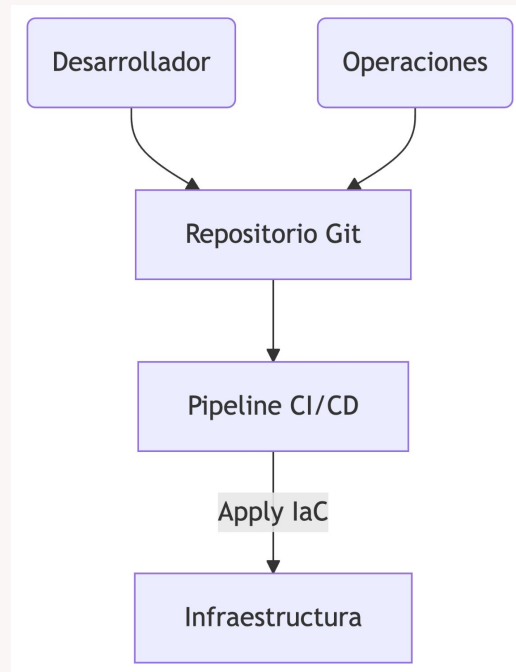 Desarrollador
Operaciones
Repositorio Git
Pipeline CI/CD
Apply IaC
Infraestructura